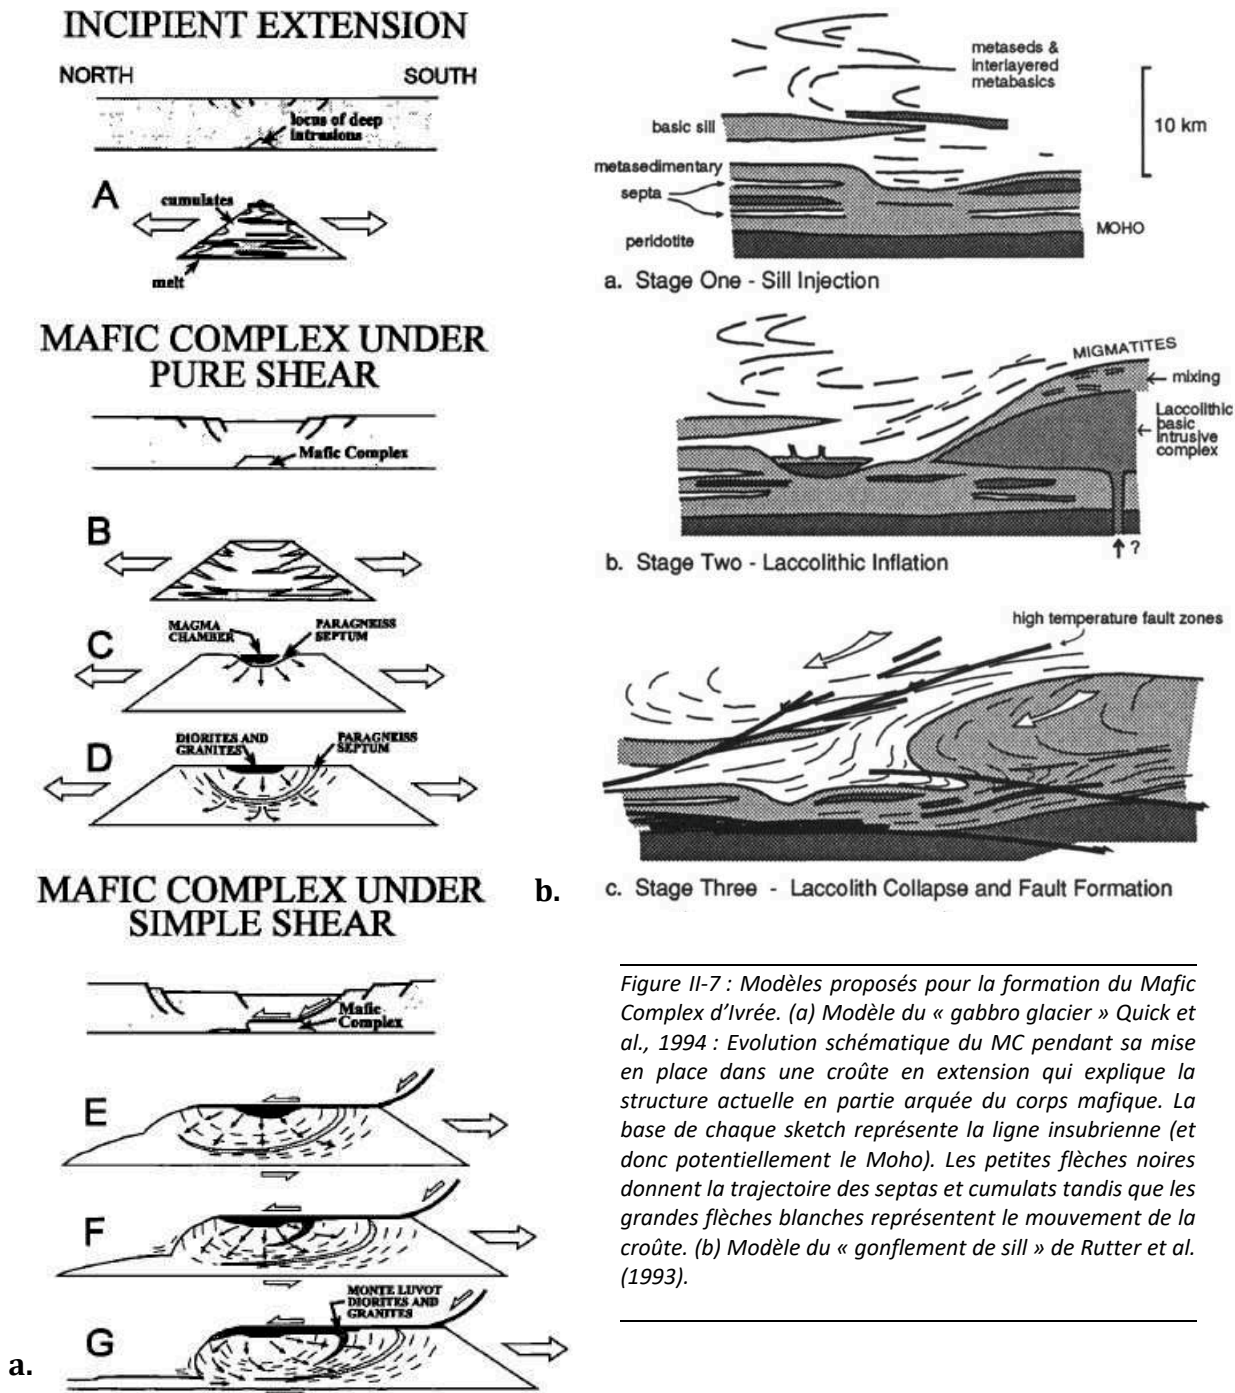 INCIPIENT EXTENSION
NORTH
SOUTH
locus of deep
intrusions
A
cumulates
melt
MAFIC COMPLEX UNDER
PURE SHEAR
Mafic Complex
B
MAGMA
CHAMBER
PARAGNEISS
SEPTUM
C
DIORITES AND
GRANITES
PARAGNEISS
SEPTUM
D
MAFIC COMPLEX UNDER
SIMPLE SHEAR
Mafic
Complex
E
F
MONTE LUVOT
DIORITES AND
GRANITES
G
a.
metaseds &
interlayered
metabasics
10 km
basic sill
metasedimentary
septa
peridotite
MOHO
a. Stage One - Sill Injection
MIGMATITES
mixing
Laccolithic
basic
intrusive
complex
?
b. Stage Two - Laccolithic Inflation
high temperature fault zones
b.
c. Stage Three - Laccolith Collapse and Fault Formation
Figure II-7 : Modèles proposés pour la formation du Mafic
Complex d’Ivrée. (a) Modèle du « gabbro glacier » Quick et
al., 1994 : Evolution schématique du MC pendant sa mise
en place dans une croûte en extension qui explique la
structure actuelle en partie arquée du corps mafique. La
base de chaque sketch représente la ligne insubrienne (et
donc potentiellement le Moho). Les petites flèches noires
donnent la trajectoire des septas et cumulats tandis que les
grandes flèches blanches représentent le mouvement de la
croûte. (b) Modèle du « gonflement de sill » de Rutter et al.
(1993).